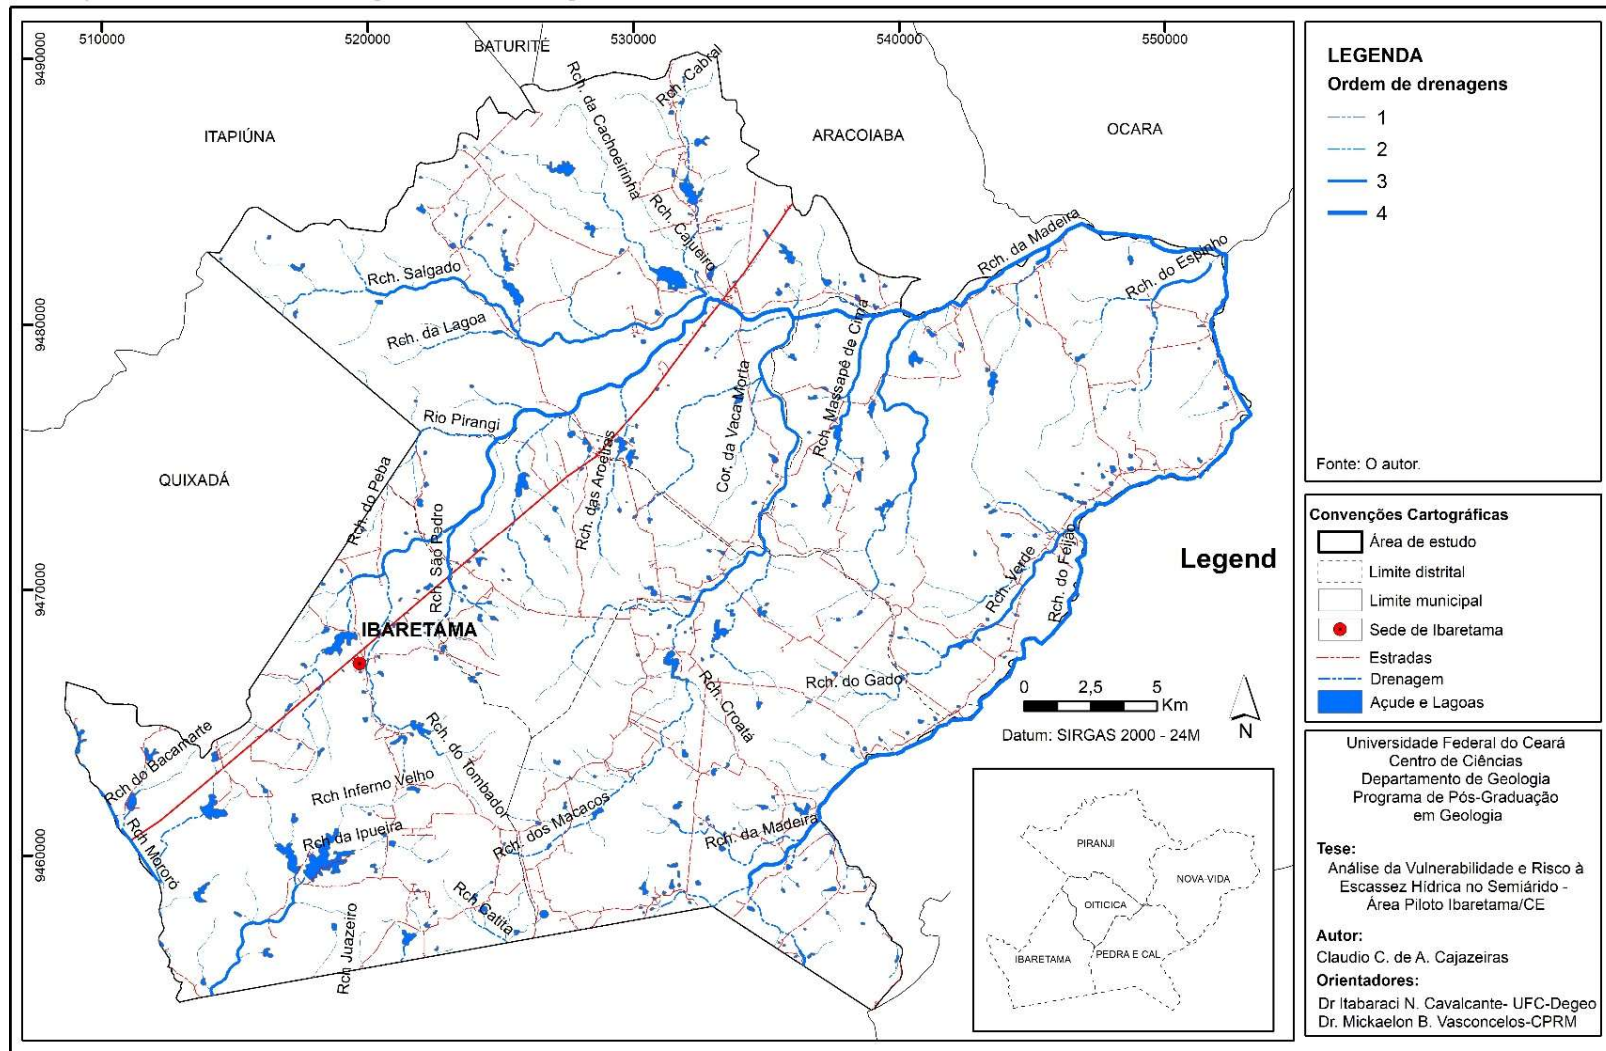 510000
520000
530000
540000
550000
9490000
9480000
9470000
9460000
BATURITÉ
ITAPIÚNA
ARACOIABA
OCARA
QUIXADÁ
Rch. Cabral
Rch. da Cachoeirinha
Rch. Cajueiro
Rch. Salgado
Rch. da Lagoa
Rch. da Madeira
Rch. do Espinho
Rio Pirangi
Rch. do Peba
Rch. São Pedro
Rch. das Aroeiras
Cor. da Vaca Morta
Rch. Massapê de Cima
Rch. Verde
Rch. do Feijão
Legend
IBARETAMA
Rch. do Gado
Rch. Croatá
Rch do Bacamarte
Rch. do Tombador
Rch Inferno Velho
Rch da Ipueira
Rch Mororó
Rch. dos Macacos
Rch. da Madeira
Rch Catita
Rch Juazeiro
0 2,5 5
Km
Datum: SIRGAS 2000 - 24M
N
PIRANJI
NOVA VIDA
OITICICA
IBARETAMA
PEDRA E CAL
LEGENDA
Ordem de drenagens
1
2
3
4
Fonte: O autor.
Convenções Cartográficas
Área de estudo
Limite distrital
Limite municipal
Sede de Ibaretama
Estradas
Drenagem
Açude e Lagoas
Universidade Federal do Ceará
Centro de Ciências
Departamento de Geologia
Programa de Pós-Graduação
em Geologia
Tese:
Análise da Vulnerabilidade e Risco à
Escassez Hídrica no Semiárido -
Área Piloto Ibaretama/CE
Autor:
Claudio C. de A. Cajazeiras
Orientadores:
Dr Itabaraci N. Cavalcante- UFC-Degeo
Dr. Mickaelon B. Vasconcelos-CPRM